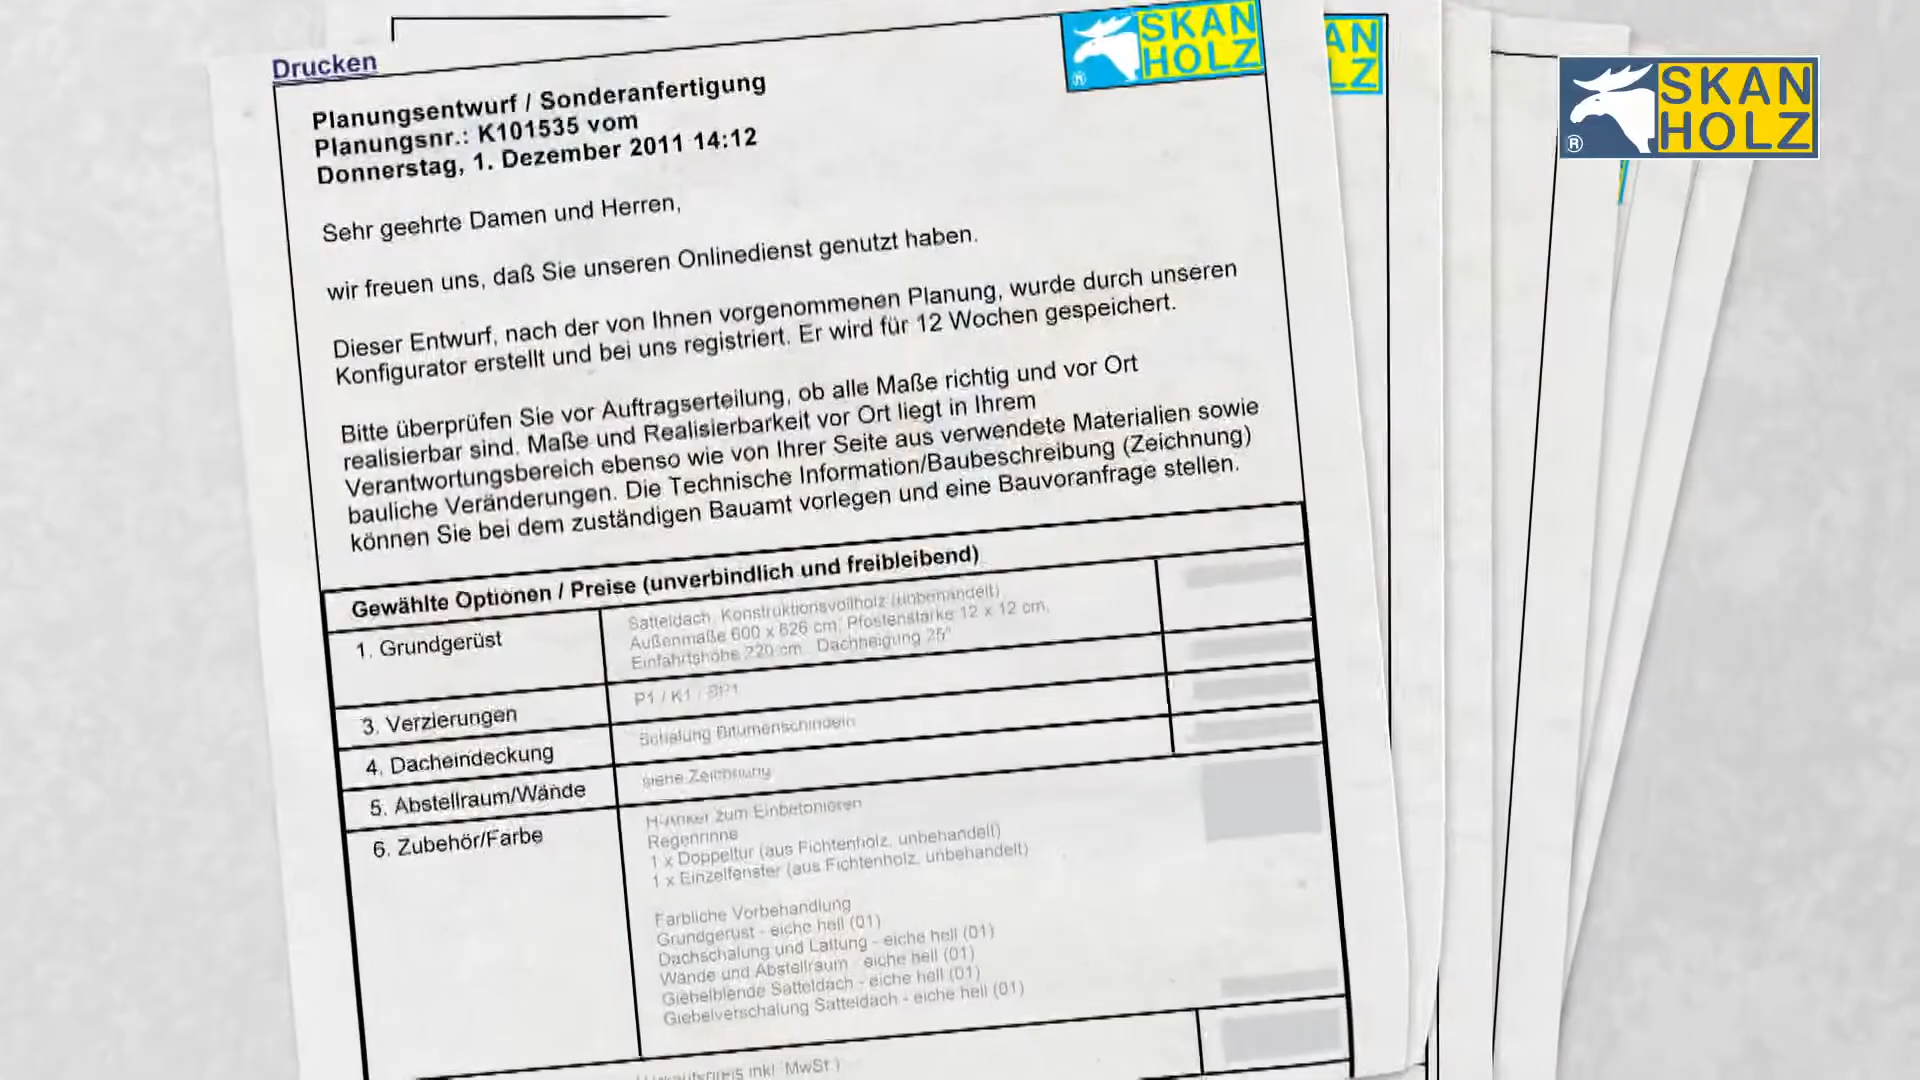 Drucken
SKAN
HOLZ
®
AN
LZ
SKAN
HOLZ
®
Planungsentwurf / Sonderanfertigung
Planungsnr.: K101535 vom
Donnerstag, 1. Dezember 2011 14:12
Sehr geehrte Damen und Herren,
wir freuen uns, daß Sie unseren Onlinedienst genutzt haben.
Dieser Entwurf, nach der von Ihnen vorgenommenen Planung, wurde durch unseren
Konfigurator erstellt und bei uns registriert. Er wird für 12 Wochen gespeichert.
Bitte überprüfen Sie vor Auftragserteilung, ob alle Maße richtig und vor Ort
realisierbar sind. Maße und Realisierbarkeit vor Ort liegt in Ihrem
Verantwortungsbereich ebenso wie von Ihrer Seite aus verwendete Materialien sowie
bauliche Veränderungen. Die Technische Information/Baubeschreibung (Zeichnung)
können Sie bei dem zuständigen Bauamt vorlegen und eine Bauvoranfrage stellen.
Gewählte Optionen / Preise (unverbindlich und freibleibend)
1. Grundgerüst
Satteldach, Konstruktionsvollholz (unbehandelt)
Außenmaße 600 x 626 cm, Pfostenstärke 12 x 12 cm,
Einfahrtshöhe 220 cm, Dachneigung 25°
3. Verzierungen
P1 / K1 / BP1
4. Dacheindeckung
Schalung Bitumenschindeln
5. Abstellraum/Wände
siehe Zeichnung
6. Zubehör/Farbe
H-Anker zum Einbetonieren
Regenrinne
1 x Doppeltür (aus Fichtenholz, unbehandelt)
1 x Einzelfenster (aus Fichtenholz, unbehandelt)
Farbliche Vorbehandlung
Grundgerüst - eiche hell (01)
Dachschalung und Lattung - eiche hell (01)
Wände und Abstellraum - eiche hell (01)
Giebelblende Satteldach - eiche hell (01)
Giebelverschalung Satteldach - eiche hell (01)
inkl. MwSt.)